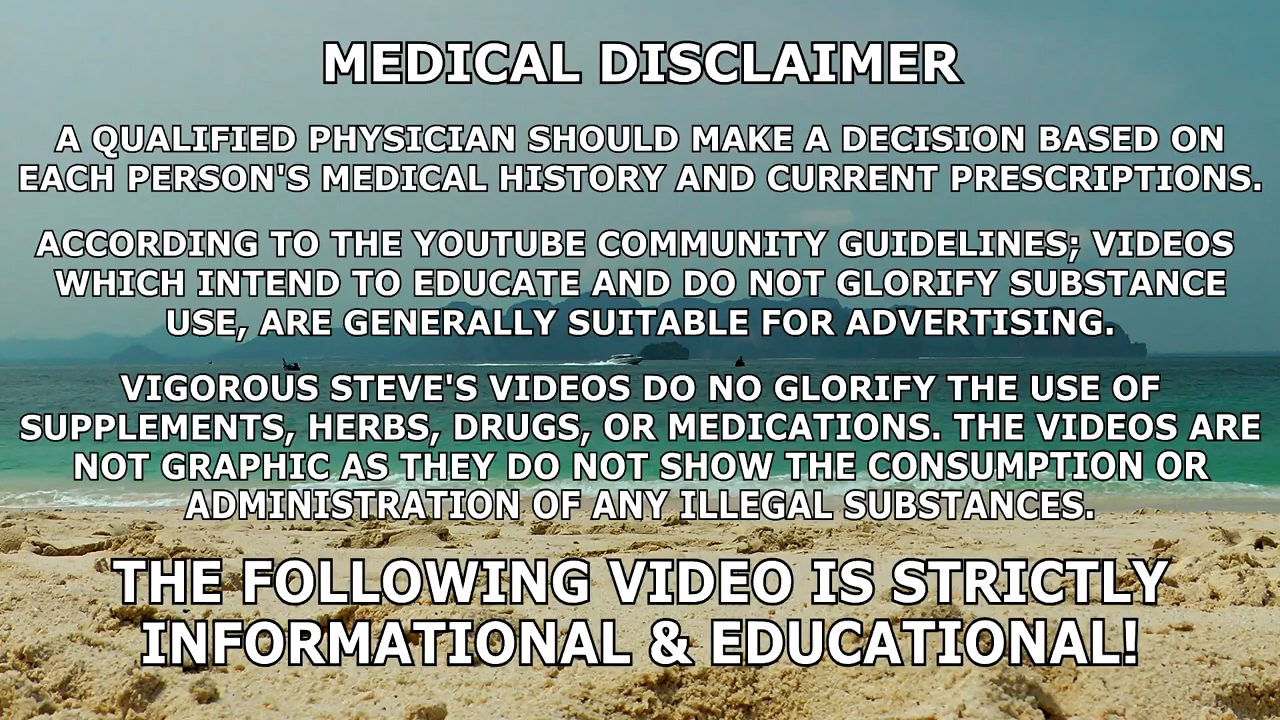 MEDICAL DISCLAIMER
A QUALIFIED PHYSICIAN SHOULD MAKE A DECISION BASED ON
EACH PERSON'S MEDICAL HISTORY AND CURRENT PRESCRIPTIONS.
ACCORDING TO THE YOUTUBE COMMUNITY GUIDELINES; VIDEOS
WHICH INTEND TO EDUCATE AND DO NOT GLORIFY SUBSTANCE
USE, ARE GENERALLY SUITABLE FOR ADVERTISING.
VIGOROUS STEVE'S VIDEOS DO NO GLORIFY THE USE OF
SUPPLEMENTS, HERBS, DRUGS, OR MEDICATIONS. THE VIDEOS ARE
NOT GRAPHIC AS THEY DO NOT SHOW THE CONSUMPTION OR
ADMINISTRATION OF ANY ILLEGAL SUBSTANCES.
THE FOLLOWING VIDEO IS STRICTLY
INFORMATIONAL & EDUCATIONAL!